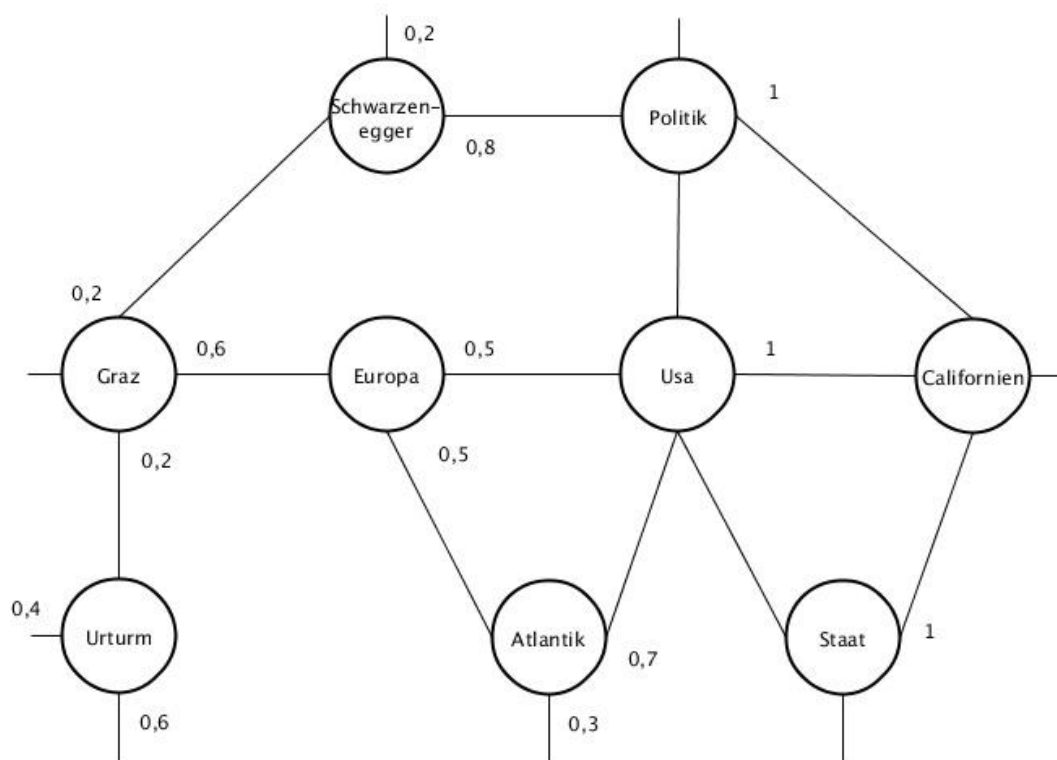 0,2
Schwarzen-
egger
0,8
Politik
1
0,2
Graz
0,6
Europa
0,5
Usa
1
Californien
0,2
0,5
0,4
Urturm
0,6
Atlantik
0,7
0,3
Staat
1